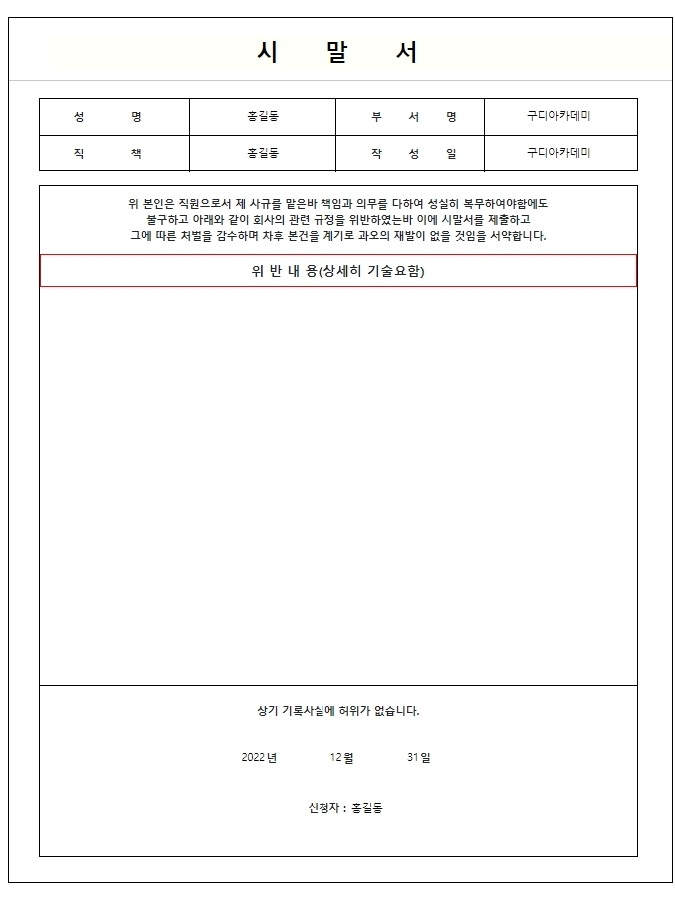 시 말 서
성 명 홍길동 부 서 명 구디아카데미
직 책 홍길동 작 성 일 구디아카데미
위 본인은 직원으로서 제 사규를 맡은바 책임과 의무를 다하여 성실히 복무하여야함에도
불구하고 아래와 같이 회사의 관련 규정을 위반하였는바 이에 시말서를 제출하고
그에 따른 처벌을 감수하며 차후 본건을 계기로 과오의 재발이 없을 것임을 서약합니다.
위 반 내 용(상세히 기술요함)
상기 기록사실에 허위가 없습니다.
2022년 12월 31일
신청자 : 홍길동